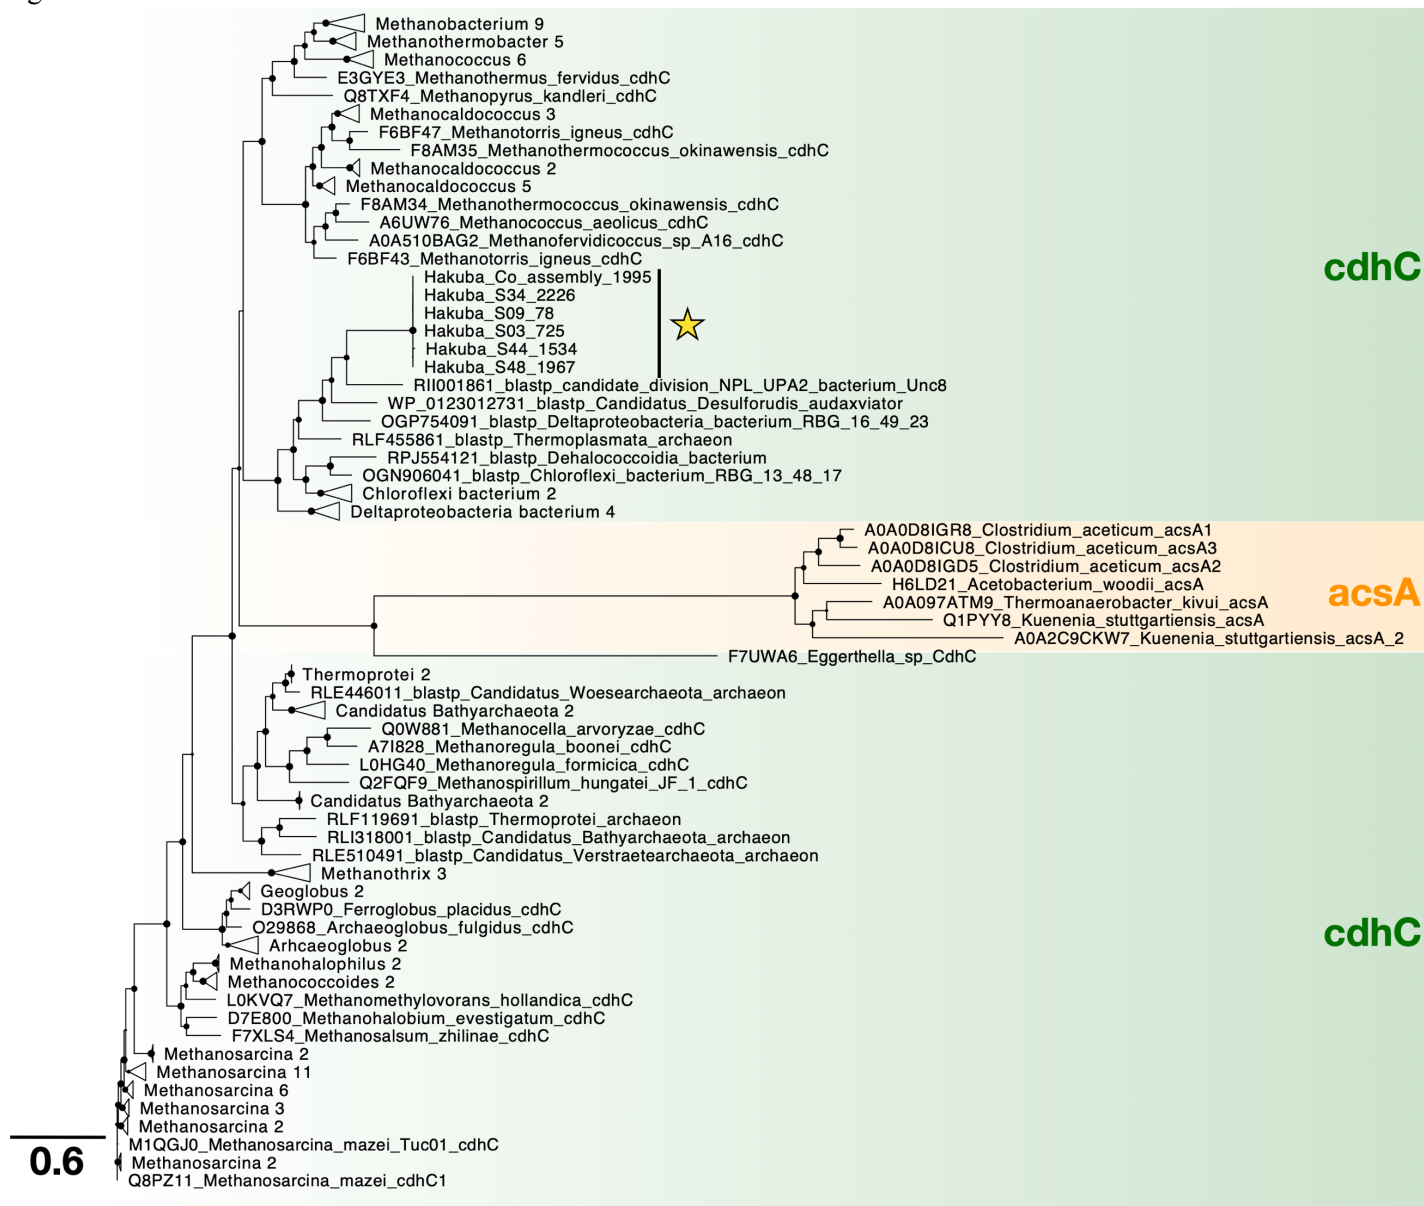 Methanobacterium 9
Methanothermobacter 5
Methanococcus 6
E3GYE3_Methanothermus_fervidus_cdhC
Q8TXF4_Methanopyrus_kandleri_cdhC
Methanocaldococcus 3
F6BF47_Methanotorris_igneus_cdhC
F8AM35_Methanothermococcus_okinawensis_cdhC
Methanocaldococcus 2
Methanocaldococcus 5
F8AM34_Methanothermococcus_okinawensis_cdhC
A6UW76_Methanococcus_aeolicus_cdhC
A0A510BAG2_Methanofervidicoccus_sp_A16_cdhC
F6BF43_Methanotorris_igneus_cdhC
cdhC
Hakuba_Co_assembly_1995
Hakuba_S34_2226
Hakuba_S09_78
Hakuba_S03_725
Hakuba_S44_1534
Hakuba_S48_1967
RII001861_blastp_candidate_division_NPL_UPA2_bacterium_Unc8
WP_0123012731_blastp_Candidatus_Desulforudis_audaxviator
OGP754091_blastp_Deltaproteobacteria_bacterium_RBG_16_49_23
RLF455861_blastp_Thermoplasmata_archaeon
RPJ554121_blastp_Dehalococcoidia_bacterium
OGN906041_blastp_Chloroflexi_bacterium_RBG_13_48_17
Chloroflexi bacterium 2
Deltaproteobacteria bacterium 4
A0A0D8IGR8_Clostridium_aceticum_acsA1
A0A0D8ICU8_Clostridium_aceticum_acsA3
A0A0D8IGD5_Clostridium_aceticum_acsA2
H6LD21_Acetobacterium_woodii_acsA
acsA
A0A097ATM9_Thermoanaerobacter_kivui_acsA
Q1PYY8_Kuenenia_stuttgartiensis_acsA
A0A2C9CKW7_Kuenenia_stuttgartiensis_acsA_2
F7UWA6_Eggerthella_sp_CdhC
Thermoprotei 2
RLE446011_blastp_Candidatus_Woesearchaeota_archaeon
Candidatus Bathyarchaeota 2
Q0W881_Methanocella_arvoryzae_cdhC
A7I828_Methanoregula_boonei_cdhC
L0HG40_Methanoregula_formicica_cdhC
Q2FQF9_Methanospirillum_hungatei_JF_1_cdhC
Candidatus Bathyarchaeota 2
RLF119691_blastp_Thermoprotei_archaeon
RLI318001_blastp_Candidatus_Bathyarchaeota_archaeon
RLE510491_blastp_Candidatus_Verstraetearchaeota_archaeon
Methanothrix 3
Geoglobus 2
D3RWP0_Ferroglobus_placidus_cdhC
O29868_Archaeoglobus_fulgidus_cdhC
cdhC
Arhcaeoglobus 2
Methanohalophilus 2
Methanococcoides 2
L0KVQ7_Methanomethylovorans_hollandica_cdhC
D7E800_Methanohalobium_evestigatum_cdhC
F7XLS4_Methanosalsum_zhilinae_cdhC
Methanosarcina 2
Methanosarcina 11
Methanosarcina 6
Methanosarcina 3
Methanosarcina 2
M1QGJ0_Methanosarcina_mazei_Tuc01_cdhC
0.6
Methanosarcina 2
Q8PZ11_Methanosarcina_mazei_cdhC1